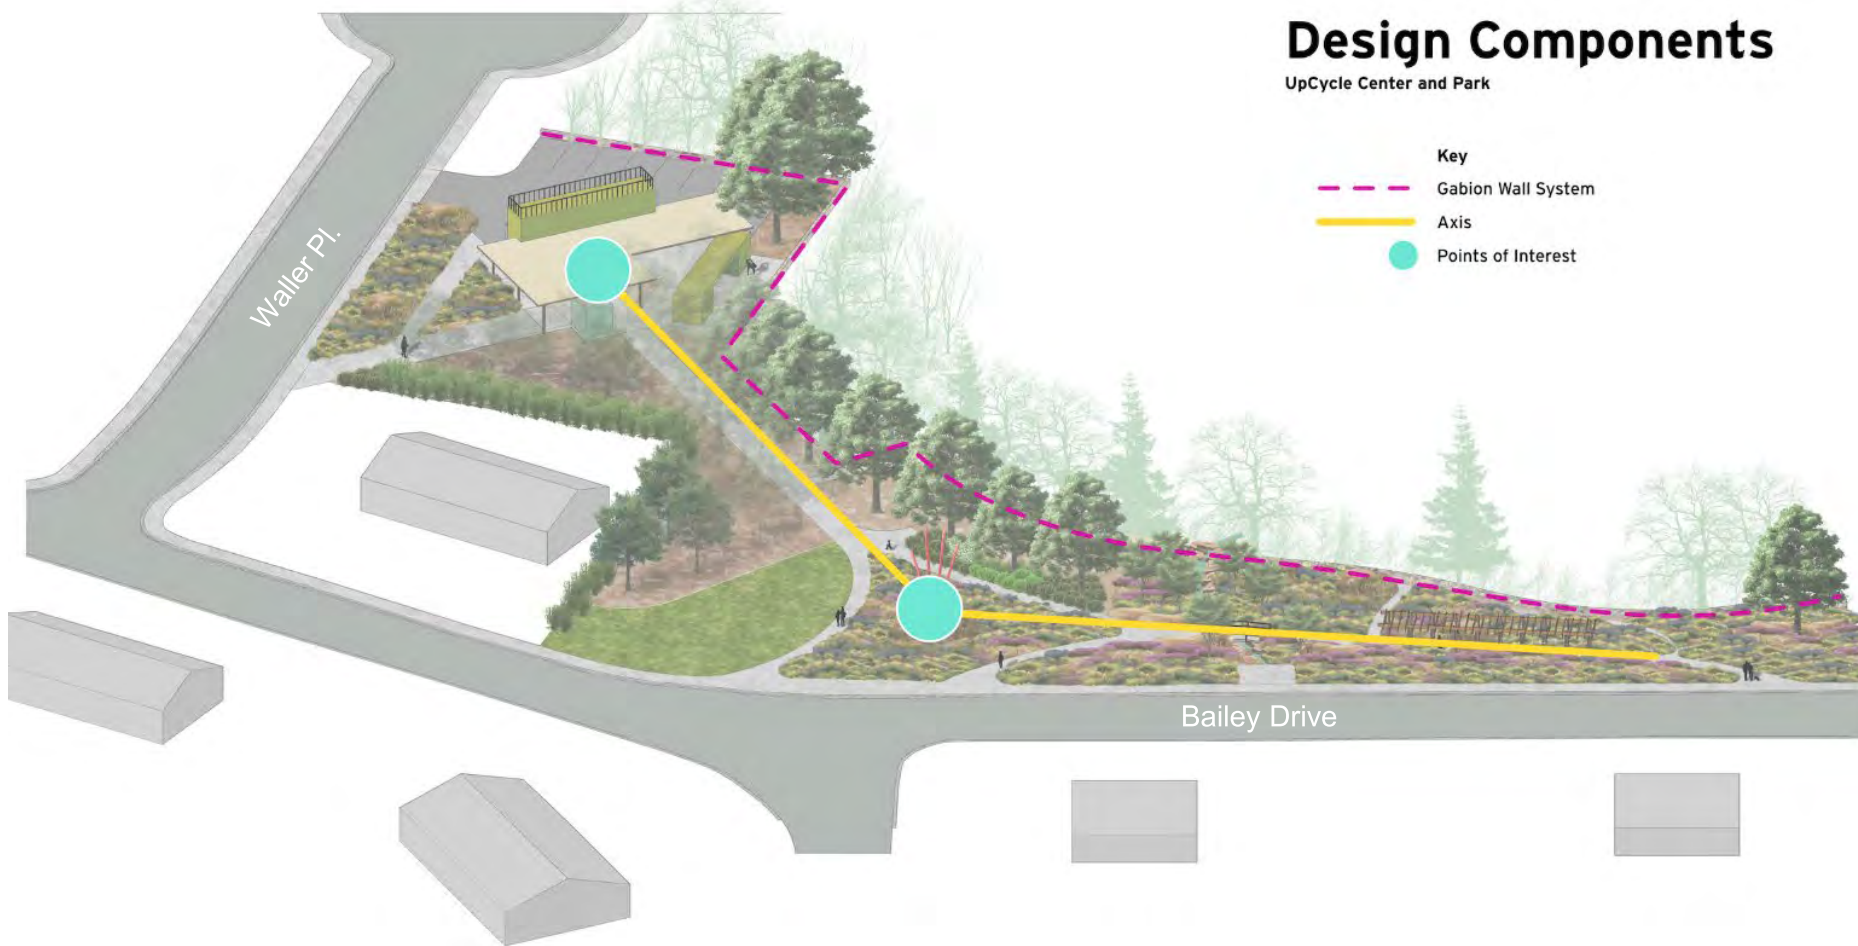 Design Components
UpCycle Center and Park
Key
Gabion Wall System
Axis
Points of Interest
Waller Pl.
Bailey Drive